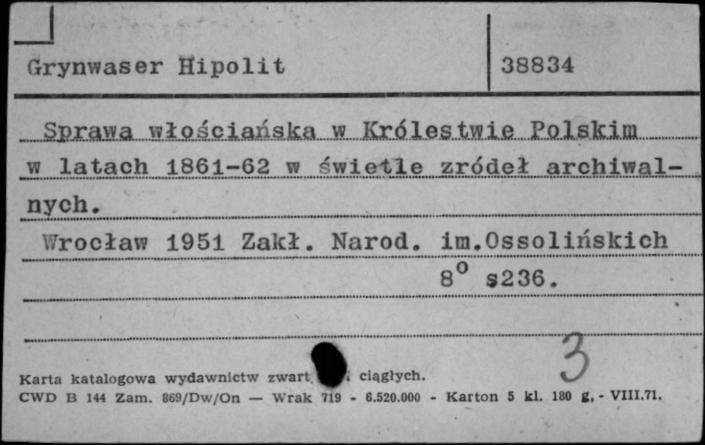 Grynwaser Hipolit 38834
Sprawa włościańska w Królestwie Polskim
w latach 1861-62 w świetle zródeł archiwal-
nych.
Wrocław 1951 Zakł. Narod. im.Ossolińskich
8° s236.
3
Karta katalogowa wydawnictw zwart ciągłych.
CWD B 144 Zam. 869/Dw/On — Wrak 719 - 6.520.000 - Karton 5 kl. 180 g. - VIII.71.